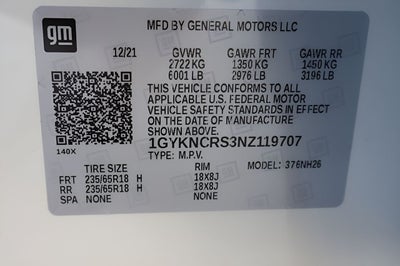 MFD BY GENERAL MOTORS LLC
gm
12/21 GVWR GAWR FRT GAWR RR
2722 KG 1350 KG 1450 KG
6001 LB 2976 LB 3196 LB
THIS VEHICLE CONFORMS TO ALL
APPLICABLE U.S. FEDERAL MOTOR
VEHICLE SAFETY STANDARDS IN EFFECT
ON THE DATE OF MANUFACTURE
SHOWN ABOVE.
140X 1GYKNCRS3NZ119707
TYPE: M.P.V. MODEL: 376NH26
TIRE SIZE RIM
FRT 235/65R18 H 18X8J
RR 235/65R18 H 18X8J
SPA NONE NONE